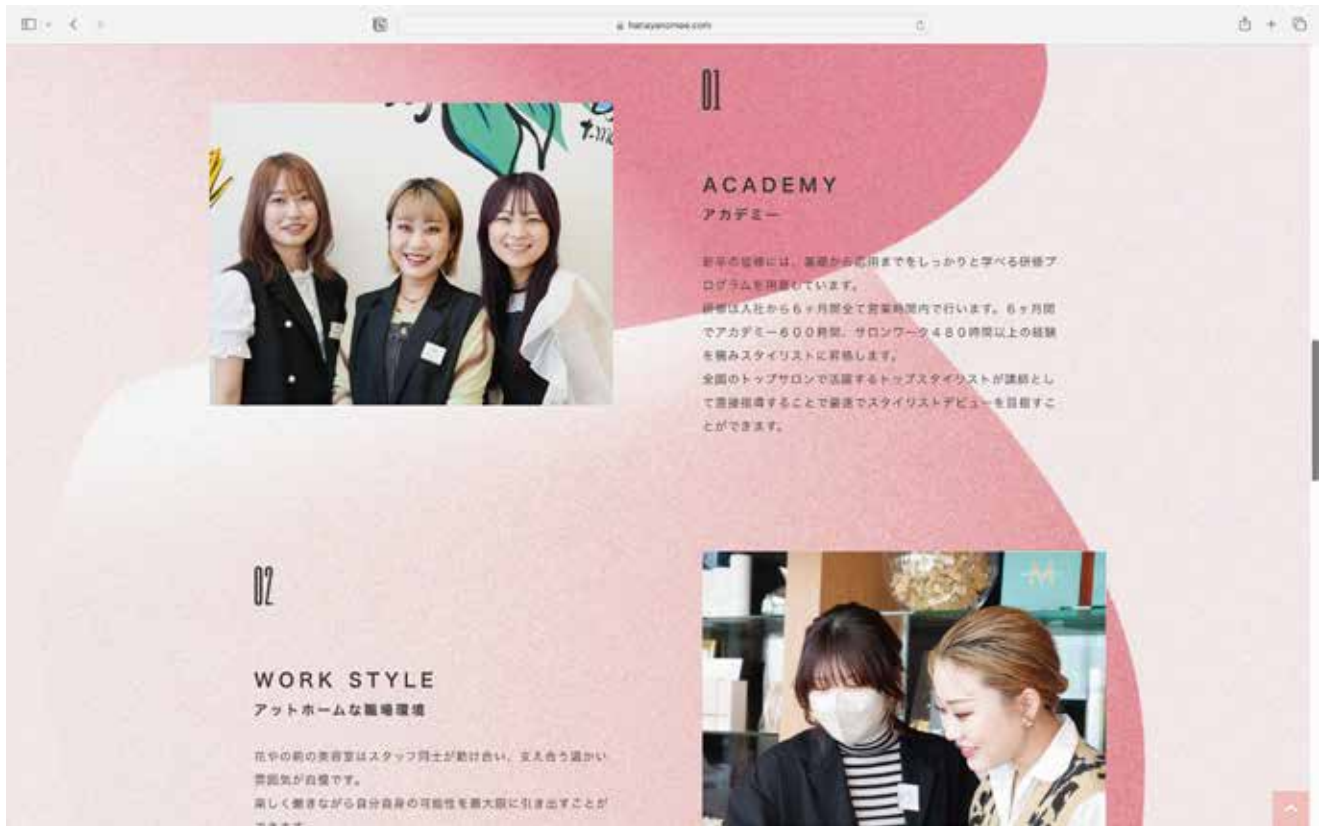 hanayanomae.com
01
ACADEMY
アカデミー
新卒の皆様には、基礎から応用までをしっかりと学べる研修プ
ログラムを用意しています。
研修は入社から6ヶ月間全て営業時間内で行います。6ヶ月間
でアカデミー600時間、サロンワーク480時間以上の経験
を積みスタイリストに昇格します。
全国のトップサロンで活躍するトップスタイリストが講師とし
て直接指導することで最速でスタイリストデビューを目指すこ
とができます。
02
WORK STYLE
アットホームな職場環境
花やの前の美容室はスタッフ同士が助け合い、支え合う温かい
雰囲気が自慢です。
楽しく働きながら自分自身の可能性を最大限に引き出すことが
M